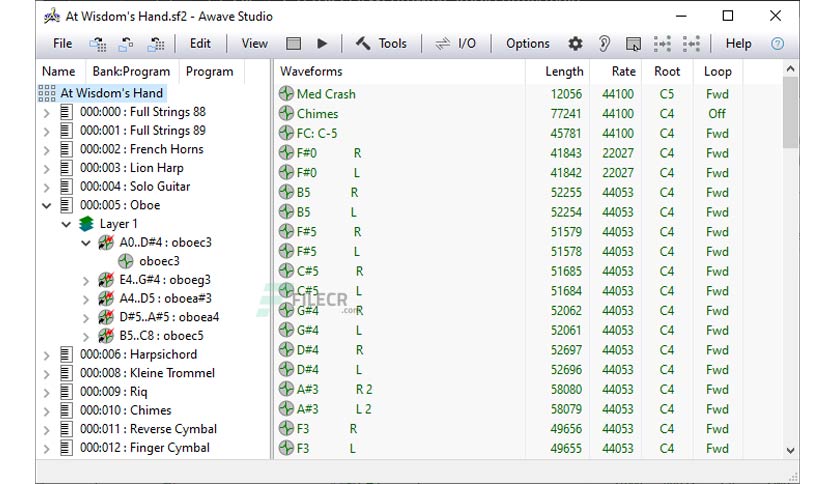 At Wisdom's Hand.sf2 - Awave Studio
File Edit View Tools I/O Options Help
Name Bank:Program Program
At Wisdom's Hand
000:000 : Full Strings 88
000:001 : Full Strings 89
000:002 : French Horns
000:003 : Lion Harp
000:004 : Solo Guitar
000:005 : Oboe
Layer 1
A0..D#4 : oboec3
oboec3
E4..G#4 : oboeg3
A4..D5 : oboea#3
D#5..A#5 : oboea4
B5..C8 : oboec5
000:006 : Harpsichord
000:008 : Kleine Trommel
000:009 : Riq
000:010 : Chimes
000:011 : Reverse Cymbal
000:012 : Finger Cymbal
Waveforms Length Rate Root Loop
Med Crash 12056 44100 C5 Fwd
Chimes 77241 44100 C4 Off
FC: C-5 45781 44100 C4 Fwd
F#0 R 41843 22027 C4 Fwd
F#0 L 41842 22027 C4 Fwd
B5 R 52255 44053 C4 Fwd
B5 L 52254 44053 C4 Fwd
F#5 R 51579 44053 C4 Fwd
F#5 L 51578 44053 C4 Fwd
C#5 R 51685 44053 C4 Fwd
C#5 L 51684 44053 C4 Fwd
G#4 R 52062 44053 C4 Fwd
G#4 L 52061 44053 C4 Fwd
D#4 R 52697 44053 C4 Fwd
D#4 L 52696 44053 C4 Fwd
A#3 R 2 58080 44053 C4 Fwd
A#3 L 2 58079 44053 C4 Fwd
F3 R 49656 44053 C4 Fwd
F3 L 49655 44053 C4 Fwd
FILECR
.com